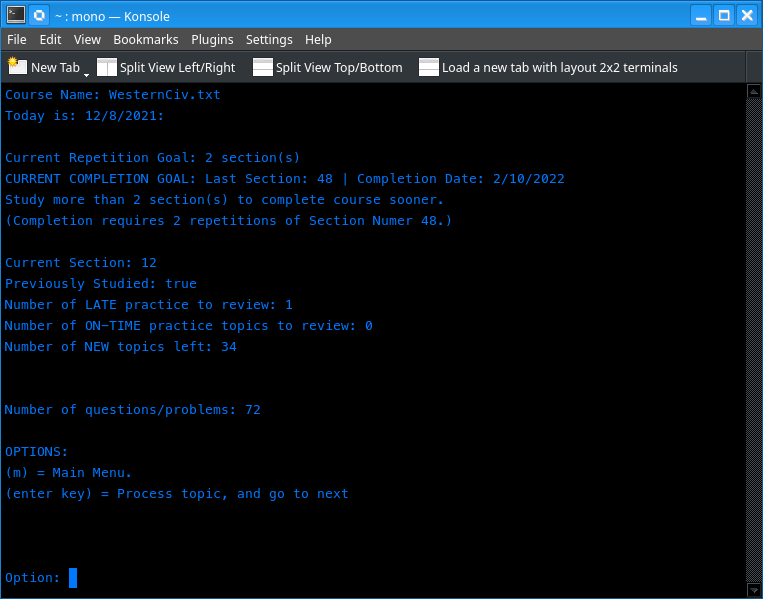 ~ : mono — Konsole
File Edit View Bookmarks Plugins Settings Help
New Tab Split View Left/Right Split View Top/Bottom Load a new tab with layout 2x2 terminals
Course Name: WesternCiv.txt
Today is: 12/8/2021:
Current Repetition Goal: 2 section(s)
CURRENT COMPLETION GOAL: Last Section: 48 | Completion Date: 2/10/2022
Study more than 2 section(s) to complete course sooner.
(Completion requires 2 repetitions of Section Numer 48.)
Current Section: 12
Previously Studied: true
Number of LATE practice to review: 1
Number of ON-TIME practice topics to review: 0
Number of NEW topics left: 34
Number of questions/problems: 72
OPTIONS:
(m) = Main Menu.
(enter key) = Process topic, and go to next
Option: